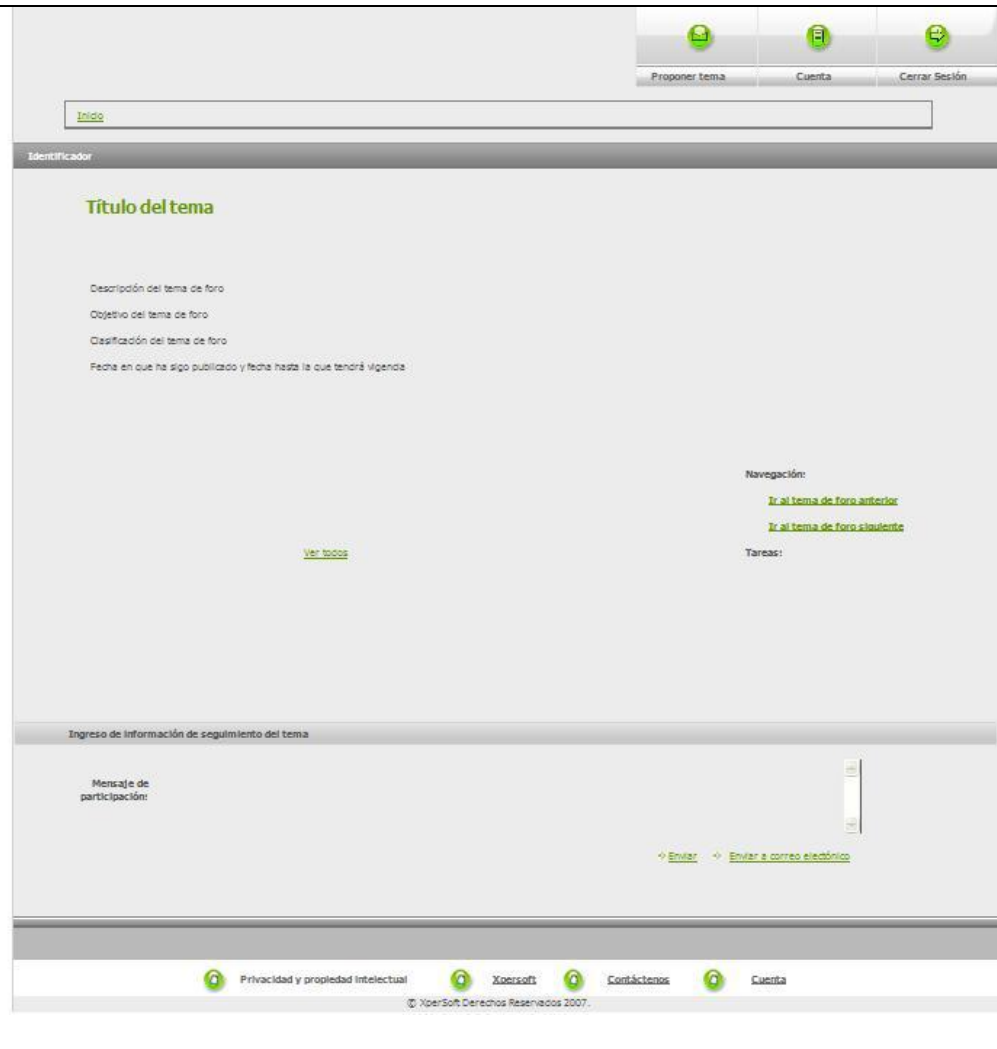 Proponer tema Cuenta Cerrar Sesión
Inicio
Identificador
Título del tema
Descripción del tema de foro
Objetivo del tema de foro
Clasificación del tema de foro
Fecha en que ha sigo publicado y fecha hasta la que tendrá vigencia
Navegación:
Ir al tema de foro anterior
Ir al tema de foro siguiente
Ver todos
Tareas:
Ingreso de información de seguimiento del tema
Mensaje de
participación:
Enviar Enviar a correo electónico
Privacidad y propiedad intelectual Xpersoft Contáctenos Cuenta
© XperSoft Derechos Reservados 2007.